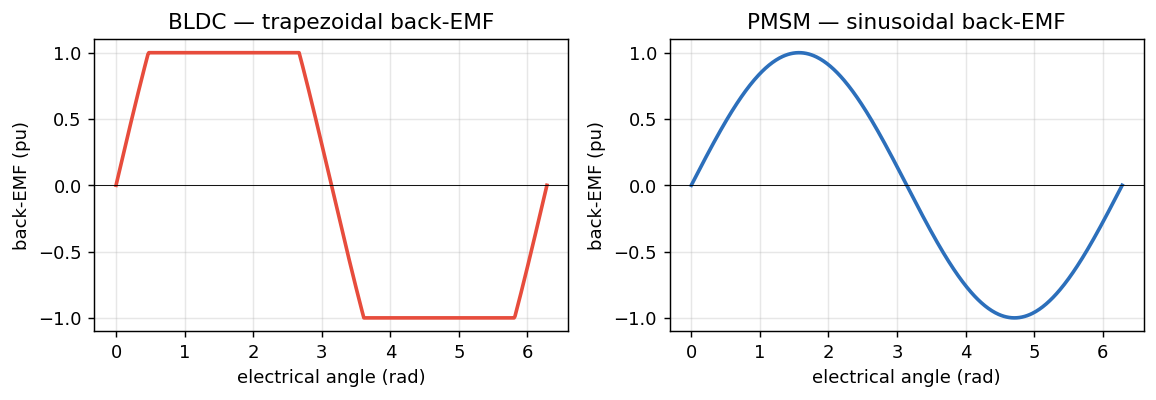 BLDC — trapezoidal back-EMF
back-EMF (pu)
1.0
0.5
0.0
−0.5
−1.0
0 1 2 3 4 5 6
electrical angle (rad)
PMSM — sinusoidal back-EMF
back-EMF (pu)
1.0
0.5
0.0
−0.5
−1.0
0 1 2 3 4 5 6
electrical angle (rad)